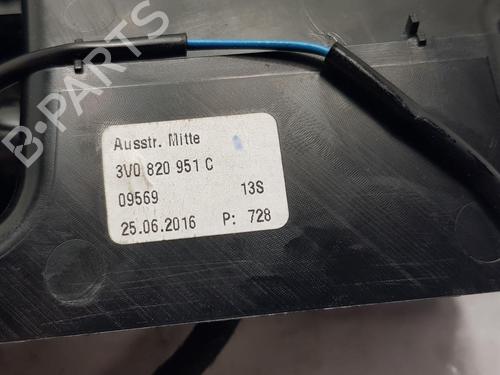 B-PARTS
Ausstr. Mitte
3V0 820 951 C
09569 13S
25.06.2016 P: 728